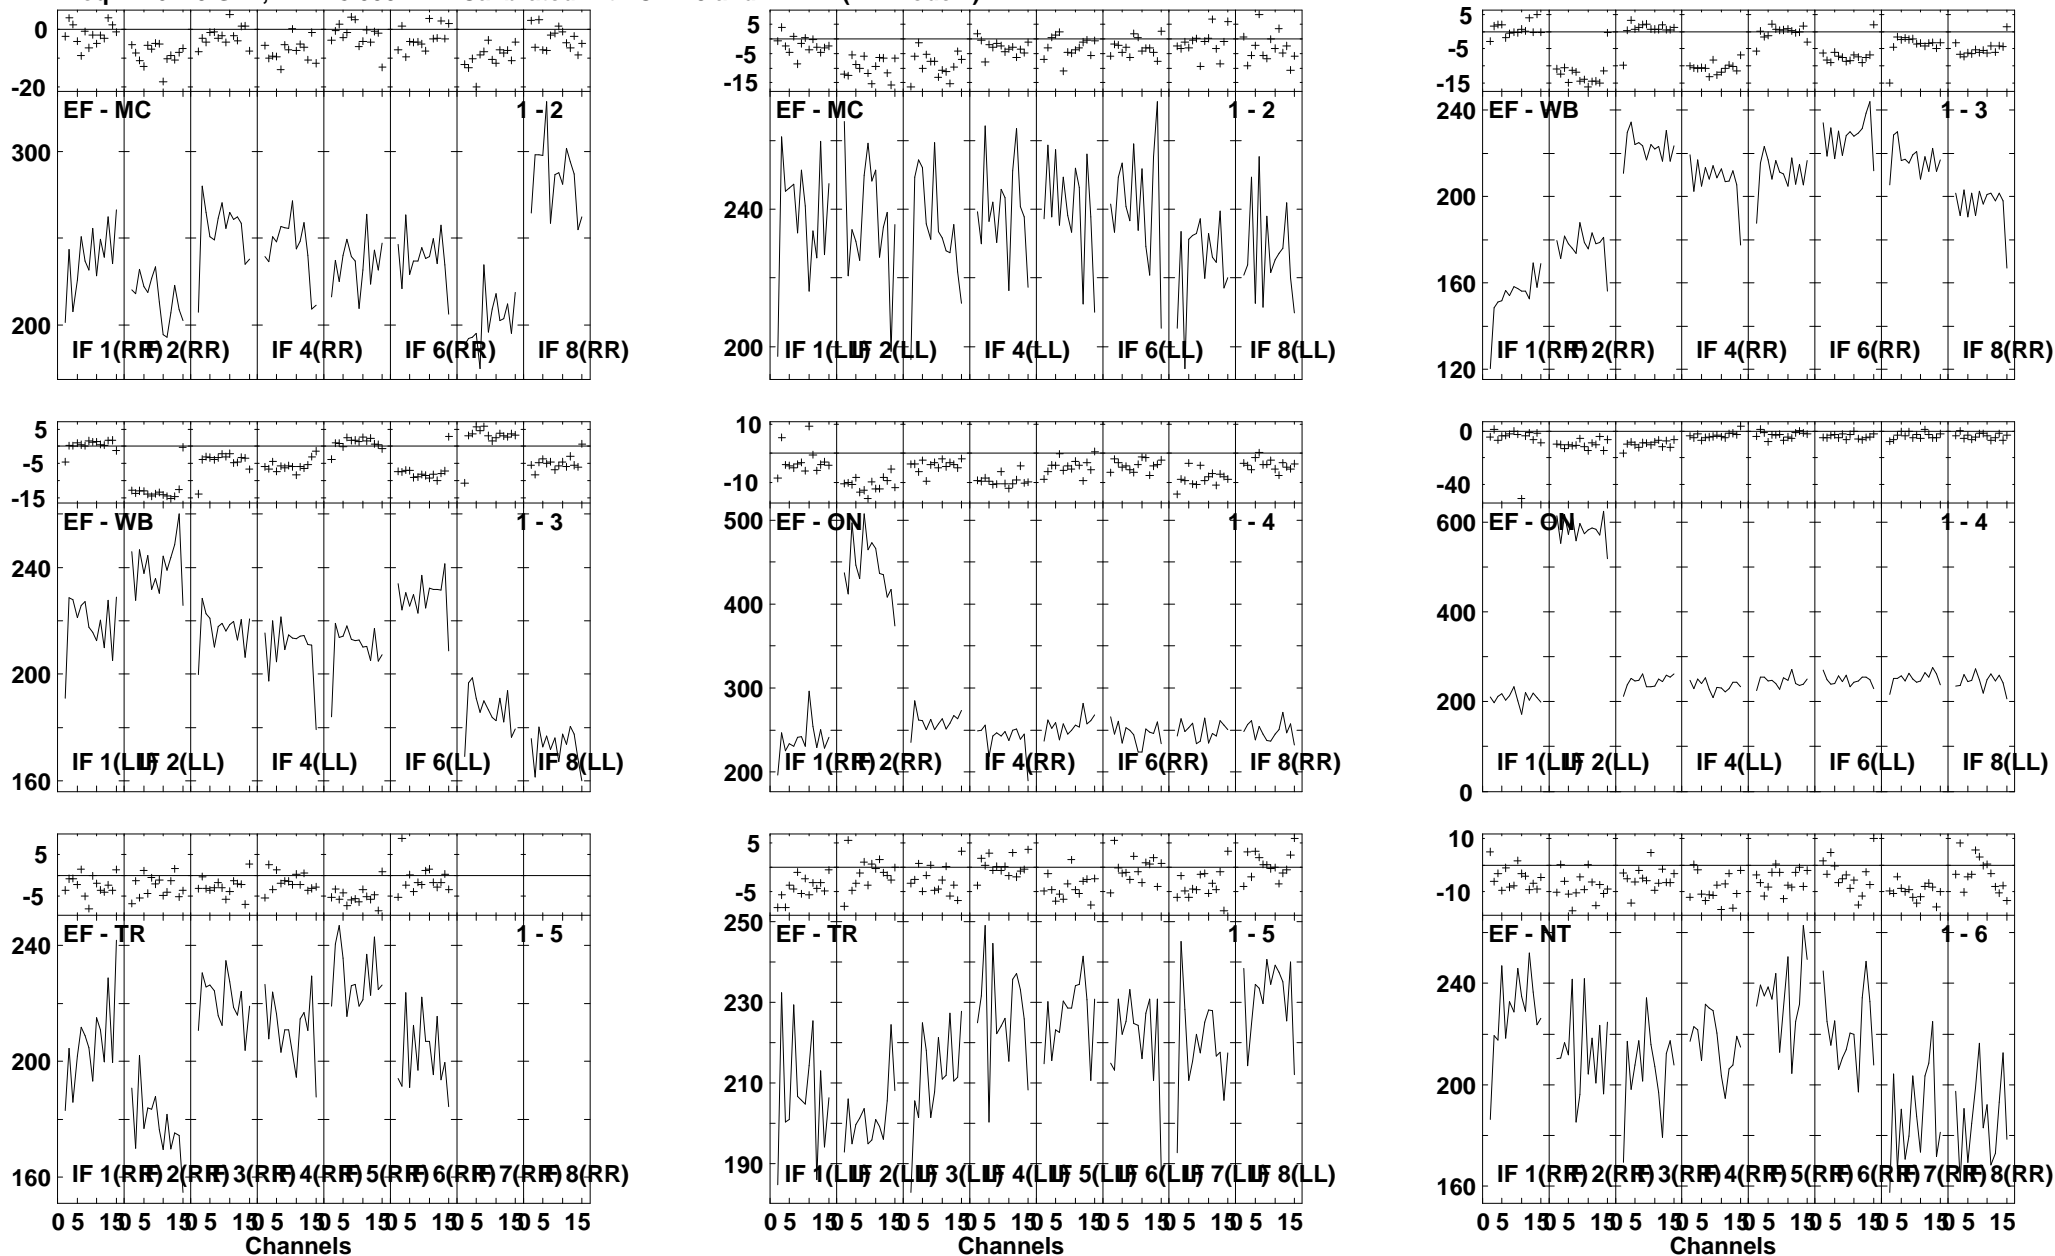 0
-20
EF - MC 1 - 2
300
200
IF 1(RR) IF 2(RR) IF 4(RR) IF 6(RR) IF 8(RR)
5
-5
-15
EF - MC 1 - 2
240
200
IF 1(LL) IF 2(LL) IF 4(LL) IF 6(LL) IF 8(LL)
5
-5
-15
EF - WB 1 - 3
240
200
160
120
IF 1(RR) IF 2(RR) IF 4(RR) IF 6(RR) IF 8(RR)
5
-5
-15
EF - WB 1 - 3
240
200
160
IF 1(LL) IF 2(LL) IF 4(LL) IF 6(LL) IF 8(LL)
10
-10
EF - ON 1 - 4
500
400
300
200
IF 1(RR) IF 2(RR) IF 4(RR) IF 6(RR) IF 8(RR)
0
-40
EF - ON 1 - 4
600
400
200
0
IF 1(LL) IF 2(LL) IF 4(LL) IF 6(LL) IF 8(LL)
5
-5
EF - TR 1 - 5
240
200
160
IF 1(RR) IF 2(RR) IF 3(RR) IF 4(RR) IF 5(RR) IF 6(RR) IF 7(RR) IF 8(RR)
0 5 15 0 5 15 0 5 15 0 5 15 0 5 15 0 5 15 0 5 15 0 5 15
Channels
5
-5
EF - TR 1 - 5
250
230
210
190
IF 1(LL) IF 2(LL) IF 3(LL) IF 4(LL) IF 5(LL) IF 6(LL) IF 7(LL) IF 8(LL)
0 5 15 0 5 15 0 5 15 0 5 15 0 5 15 0 5 15 0 5 15 0 5 15
Channels
10
-10
EF - NT 1 - 6
240
200
160
IF 1(RR) IF 2(RR) IF 3(RR) IF 4(RR) IF 5(RR) IF 6(RR) IF 7(RR) IF 8(RR)
0 5 15 0 5 15 0 5 15 0 5 15 0 5 15 0 5 15 0 5 15 0 5 15
Channels